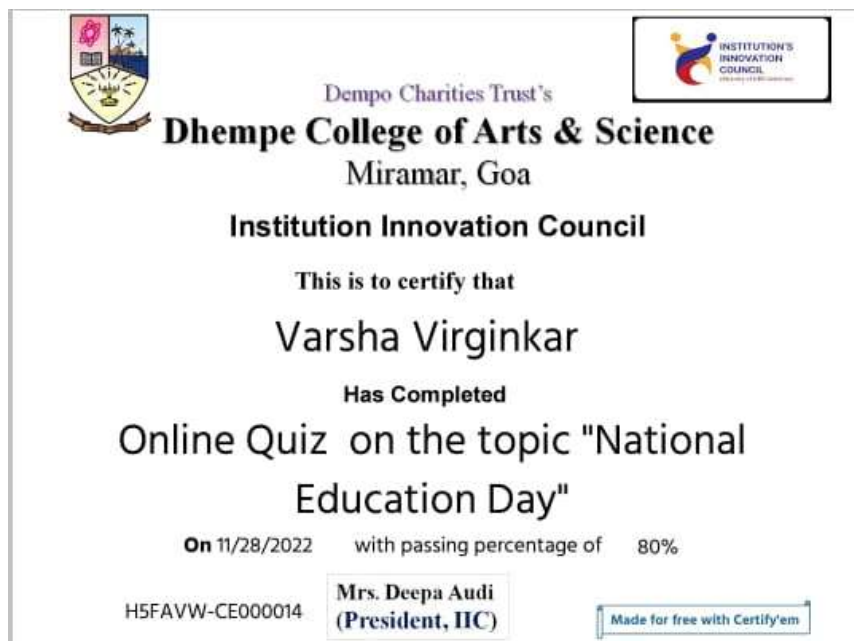 INSTITUTION'S
INNOVATION
COUNCIL
Dempo Charities Trust's
Dhempe College of Arts & Science
Miramar, Goa
Institution Innovation Council
This is to certify that
Varsha Virginkar
Has Completed
Online Quiz on the topic "National
Education Day"
On 11/28/2022 with passing percentage of 80%
H5FAVW-CE000014
Mrs. Deepa Audi
(President, IIC)
Made for free with Certify'em